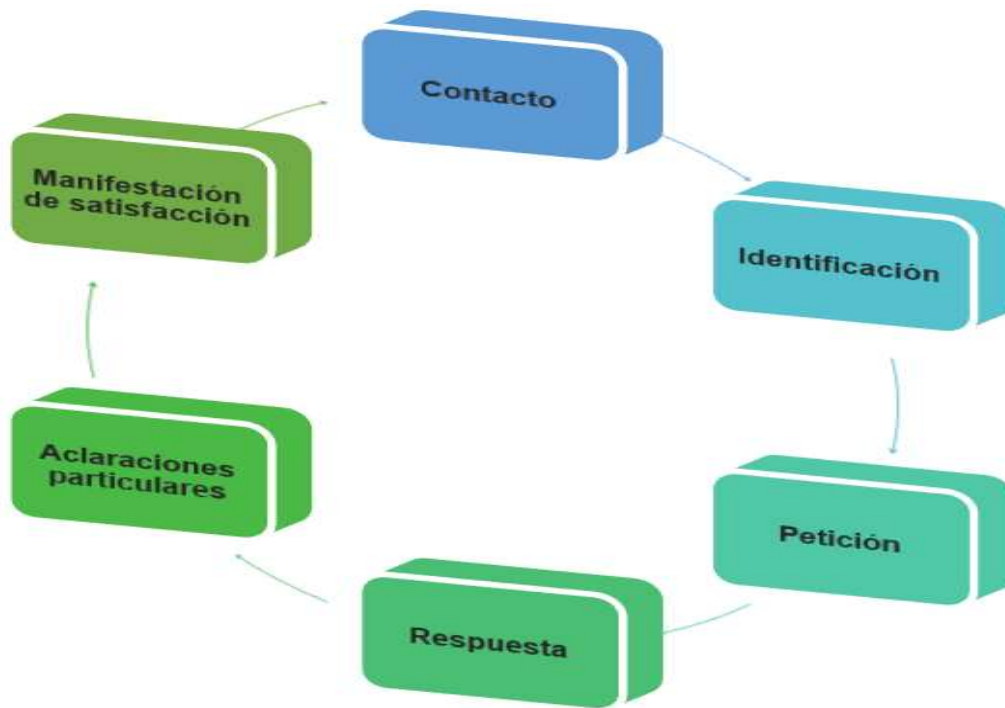 Contacto
Identificación
Petición
Respuesta
Aclaraciones
particulares
Manifestación
de satisfacción